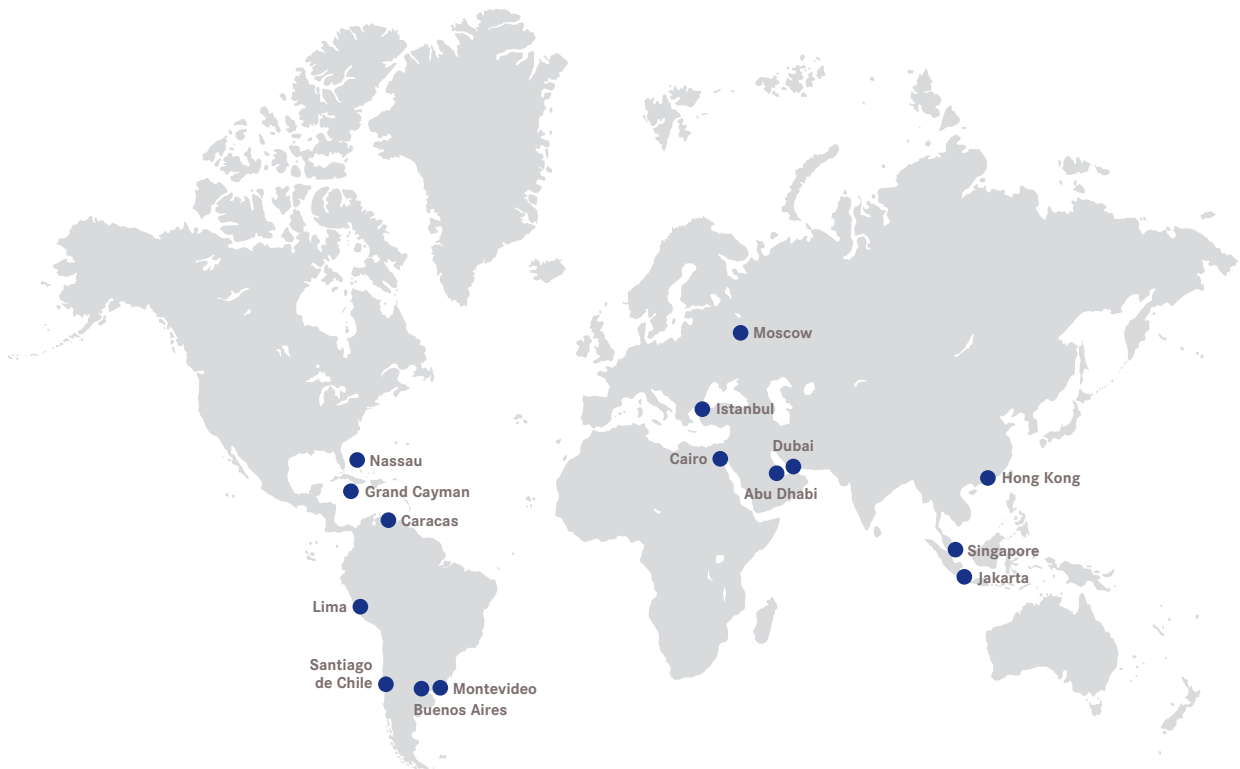 Moscow
Istanbul
Dubai
Cairo
Nassau
Hong Kong
Grand Cayman
Abu Dhabi
Caracas
Singapore
Jakarta
Lima
Santiago
de Chile
Montevideo
Buenos Aires